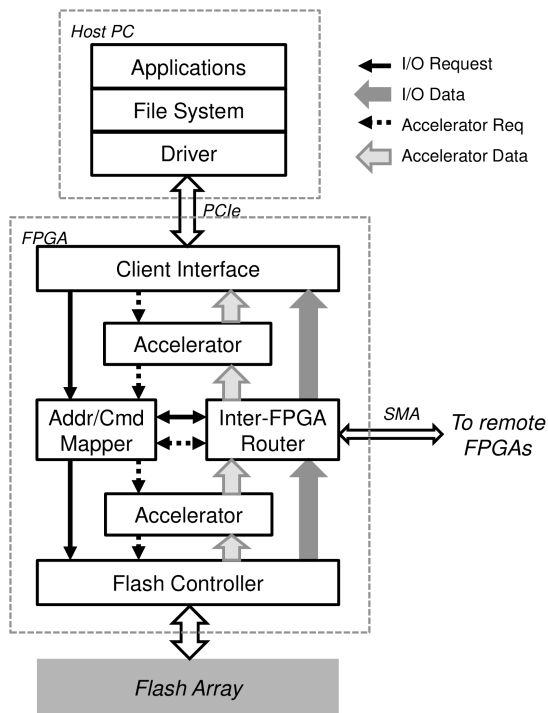 Host PC
Applications
File System
Driver
I/O Request
I/O Data
Accelerator Req
Accelerator Data
PCIe
FPGA
Client Interface
Accelerator
Addr/Cmd
Mapper
Inter-FPGA
Router
SMA
To remote
FPGAs
Accelerator
Flash Controller
Flash Array